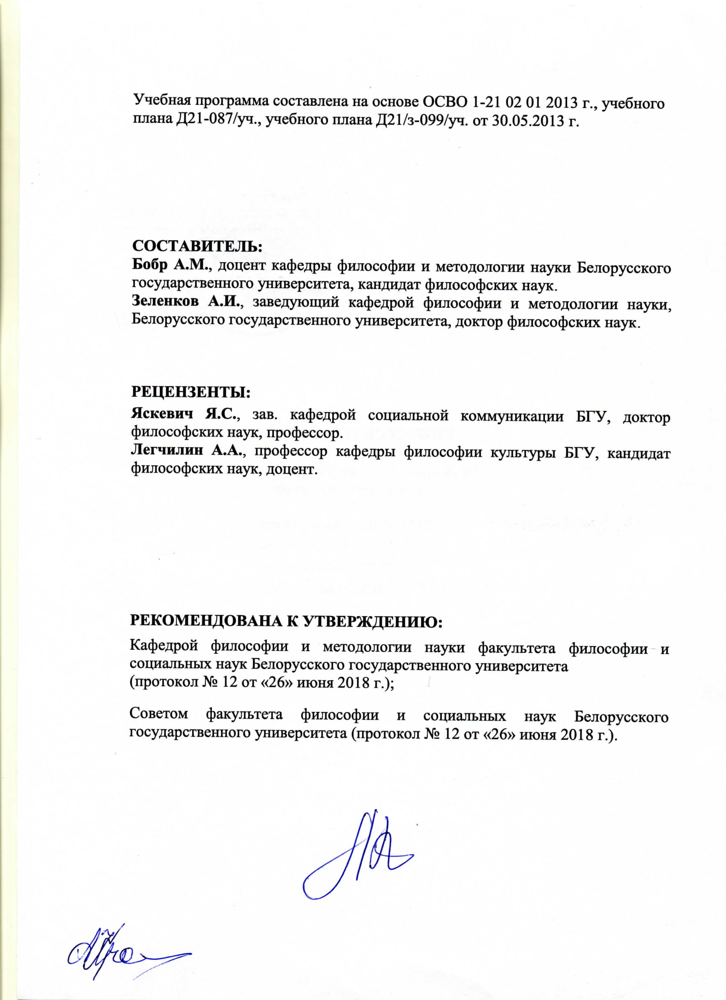 Учебная программа составлена на основе ОСВО 1-21 02 01 2013 г., учебного
плана Д21-087/уч., учебного плана Д21/з-099/уч. от 30.05.2013 г.
СОСТАВИТЕЛЬ:
Бобр А.М., доцент кафедры философии и методологии науки Белорусского
государственного университета, кандидат философских наук.
Зеленков А.И., заведующий кафедрой философии и методологии науки,
Белорусского государственного университета, доктор философских наук.
РЕЦЕНЗЕНТЫ:
Яскевич Я.С., зав. кафедрой социальной коммуникации БГУ, доктор
философских наук, профессор.
Легчилин А.А., профессор кафедры философии культуры БГУ, кандидат
философских наук, доцент.
РЕКОМЕНДОВАНА К УТВЕРЖДЕНИЮ:
Кафедрой философии и методологии науки факультета философии и
социальных наук Белорусского государственного университета
(протокол № 12 от «26» июня 2018 г.);
Советом факультета философии и социальных наук Белорусского
государственного университета (протокол № 12 от «26» июня 2018 г.).